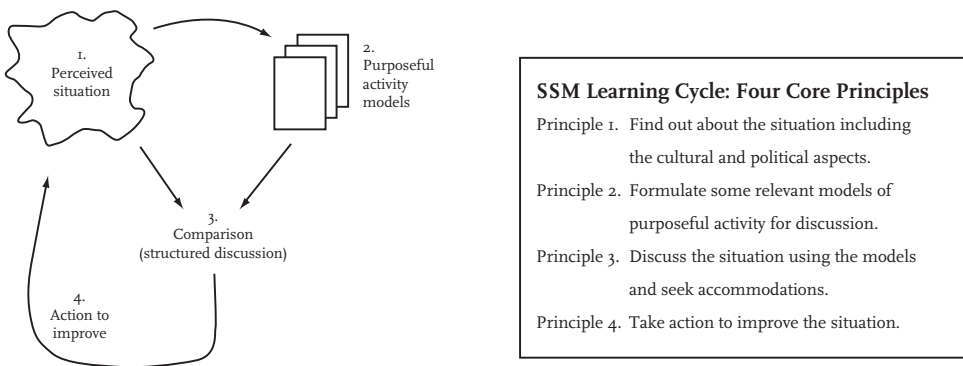 1.
Perceived
situation
2.
Purposeful
activity
models
3.
Comparison
(structured discussion)
4.
Action to
improve
SSM Learning Cycle: Four Core Principles
Principle 1. Find out about the situation including
the cultural and political aspects.
Principle 2. Formulate some relevant models of
purposeful activity for discussion.
Principle 3. Discuss the situation using the models
and seek accommodations.
Principle 4. Take action to improve the situation.